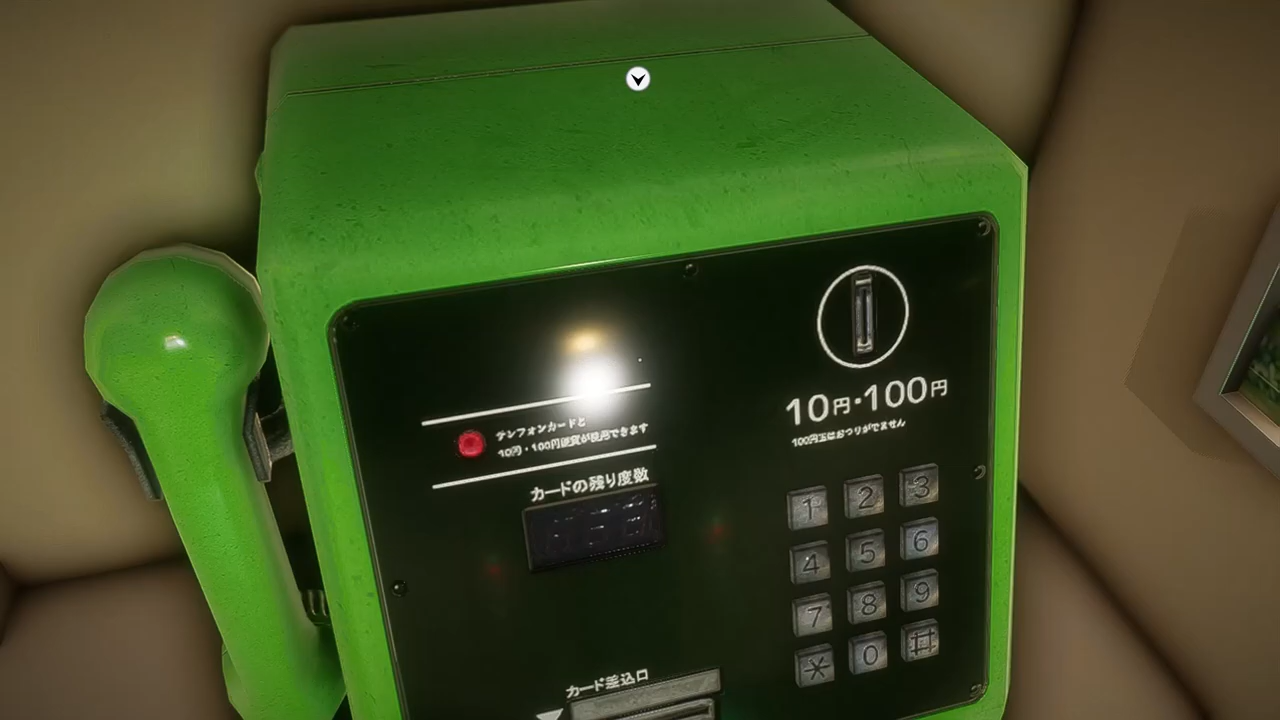 テンフォンカードと
10円・100円硬貨が使用できます
カードの残り度数
カード差込口
10円・100円
100円玉はおつりがでません
1 2 3
4 5 6
7 8 9
* 0 #